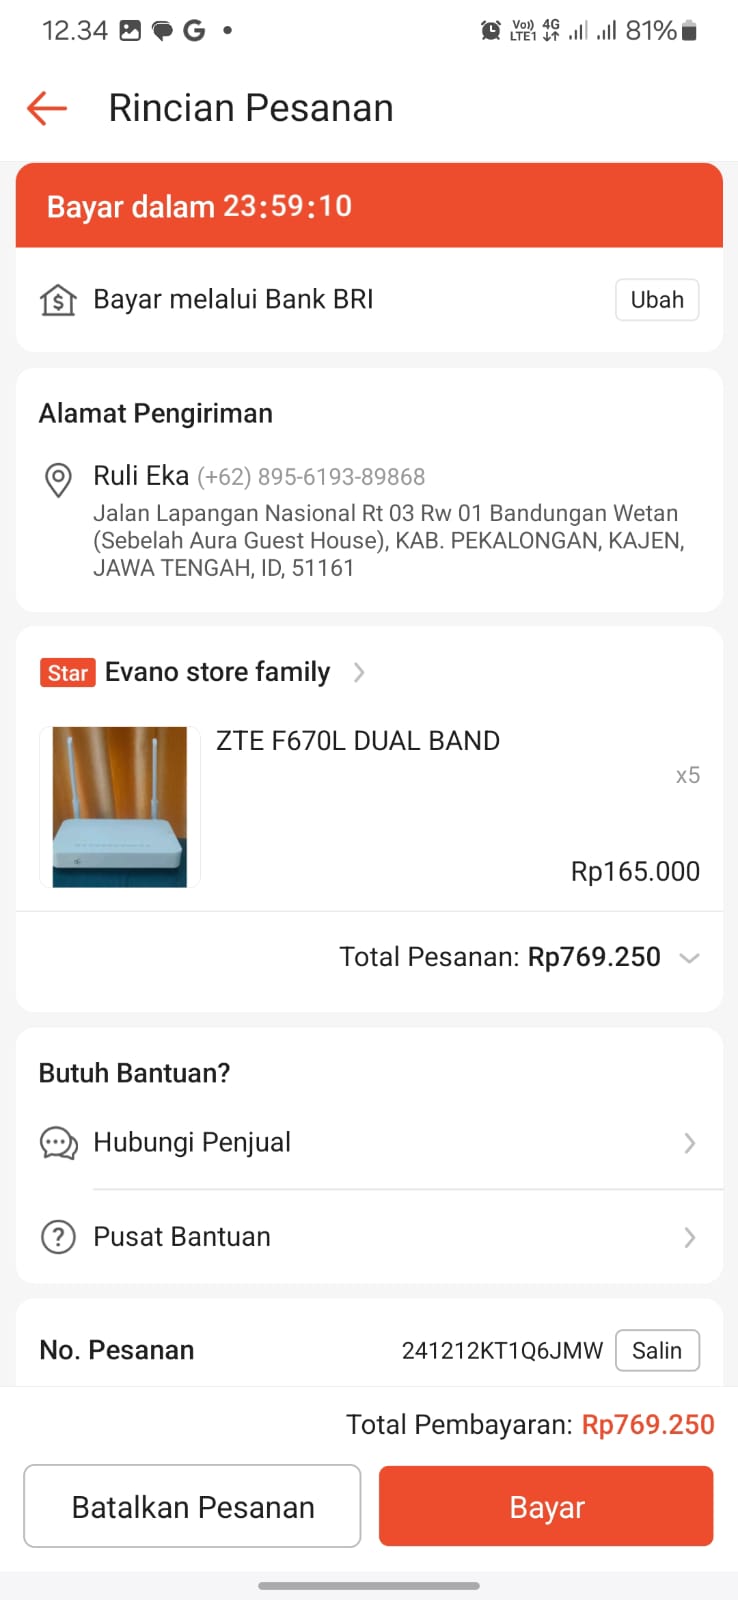 12.34
Vo)) 4G
LTE1
81%
Rincian Pesanan
Bayar dalam 23:59:10
Bayar melalui Bank BRI
Ubah
Alamat Pengiriman
Ruli Eka (+62) 895-6193-89868
Jalan Lapangan Nasional Rt 03 Rw 01 Bandungan Wetan
(Sebelah Aura Guest House), KAB. PEKALONGAN, KAJEN,
JAWA TENGAH, ID, 51161
Star Evano store family
ZTE F670L DUAL BAND
x5
Rp165.000
Total Pesanan: Rp769.250
Butuh Bantuan?
Hubungi Penjual
Pusat Bantuan
No. Pesanan
241212KT1Q6JMW
Salin
Total Pembayaran: Rp769.250
Batalkan Pesanan
Bayar